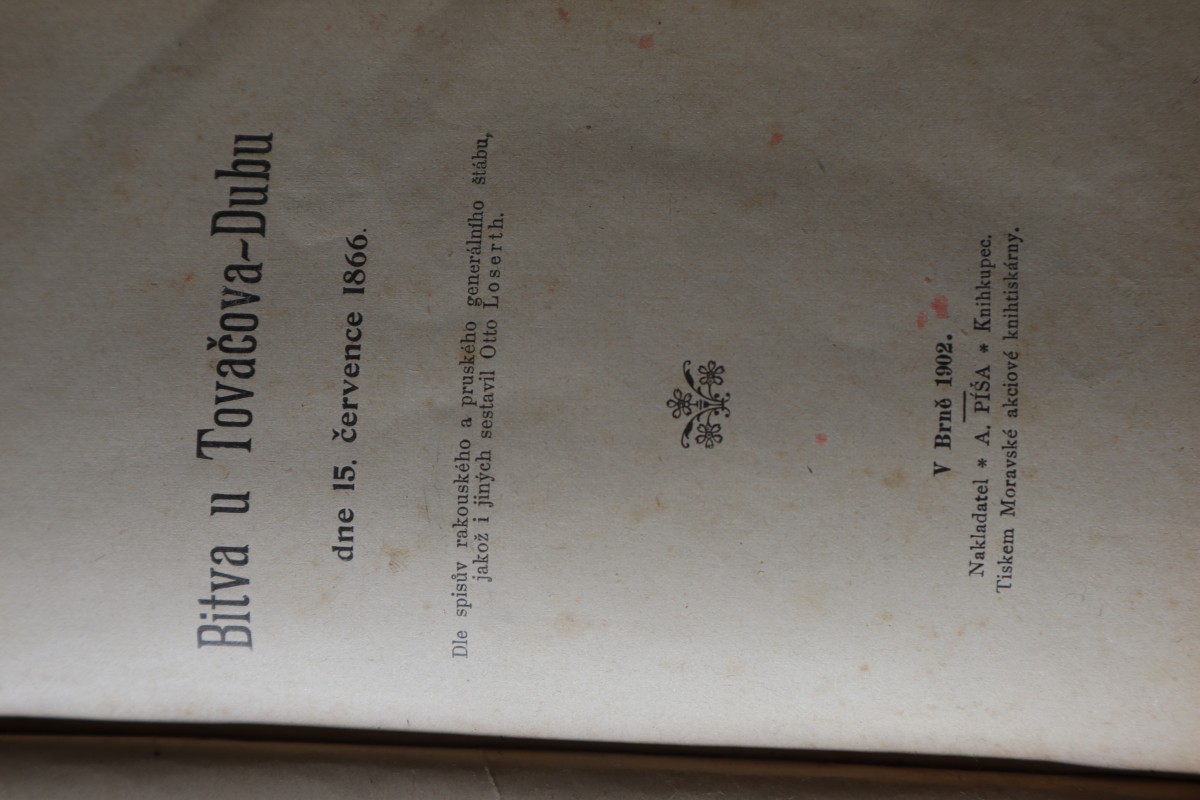 Bitva u Tovačova-Dubu
dne 15. července 1866.
Dle spisův rakouského a pruského generálního štábu,
jakož i jiných sestavil Otto Loserth.
V Brně 1902.
Nakladatel * A. PÍŠA * Knihkupec.
Tiskem Moravské akciové knihtiskárny.